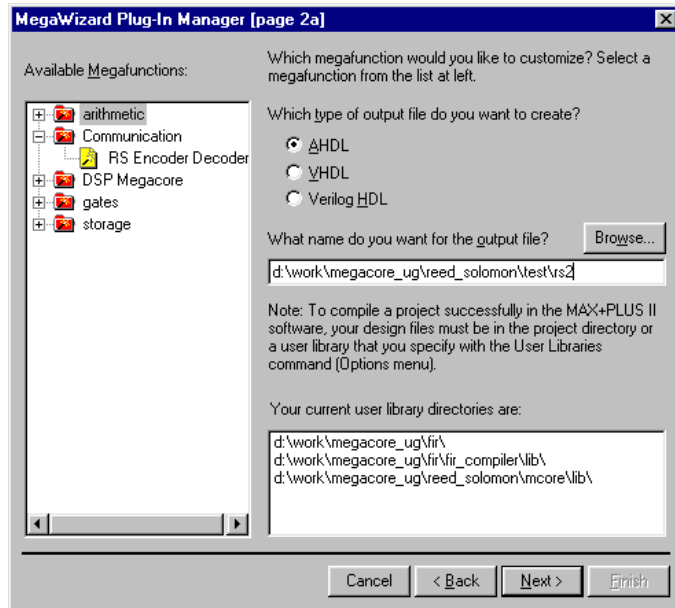 MegaWizard Plug-In Manager [page 2a]
Available Megafunctions:
arithmetic
Communication
RS Encoder Decoder
DSP Megacore
gates
storage
Which megafunction would you like to customize? Select a
megafunction from the list at left.
Which type of output file do you want to create?
AHDL
VHDL
Verilog HDL
What name do you want for the output file?
Browse...
d:\work\megacore_ug\reed_solomon\test\rs2
Note: To compile a project successfully in the MAX+PLUS II
software, your design files must be in the project directory or
a user library that you specify with the User Libraries
command (Options menu).
Your current user library directories are:
d:\work\megacore_ug\fir\
d:\work\megacore_ug\fir\fir_compiler\lib\
d:\work\megacore_ug\reed_solomon\mcore\lib\
Cancel
< Back
Next >
Finish